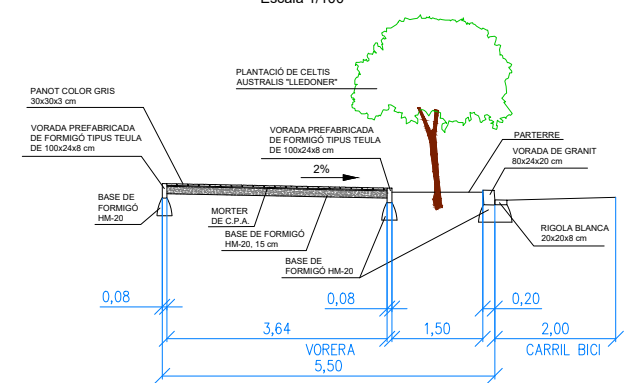 Escala 1/100
PLANTACIÓ DE CELTIS
AUSTRALIS "LLEDONER"
PANOT COLOR GRIS
30x30x3 cm
VORADA PREFABRICADA
DE FORMIGÓ TIPUS TEULA
DE 100x24x8 cm
VORADA PREFABRICADA
DE FORMIGÓ TIPUS TEULA
DE 100x24x8 cm
PARTERRE
VORADA DE GRANIT
80x24x20 cm
2%
BASE DE
FORMIGÓ
HM-20
MORTER
DE C.P.A.
BASE DE FORMIGÓ
HM-20, 15 cm
BASE DE
FORMIGÓ HM-20
RIGOLA BLANCA
20x20x8 cm
0,08
0,08
0,20
3,64
1,50
2,00
VORERA
CARRIL BICI
5,50